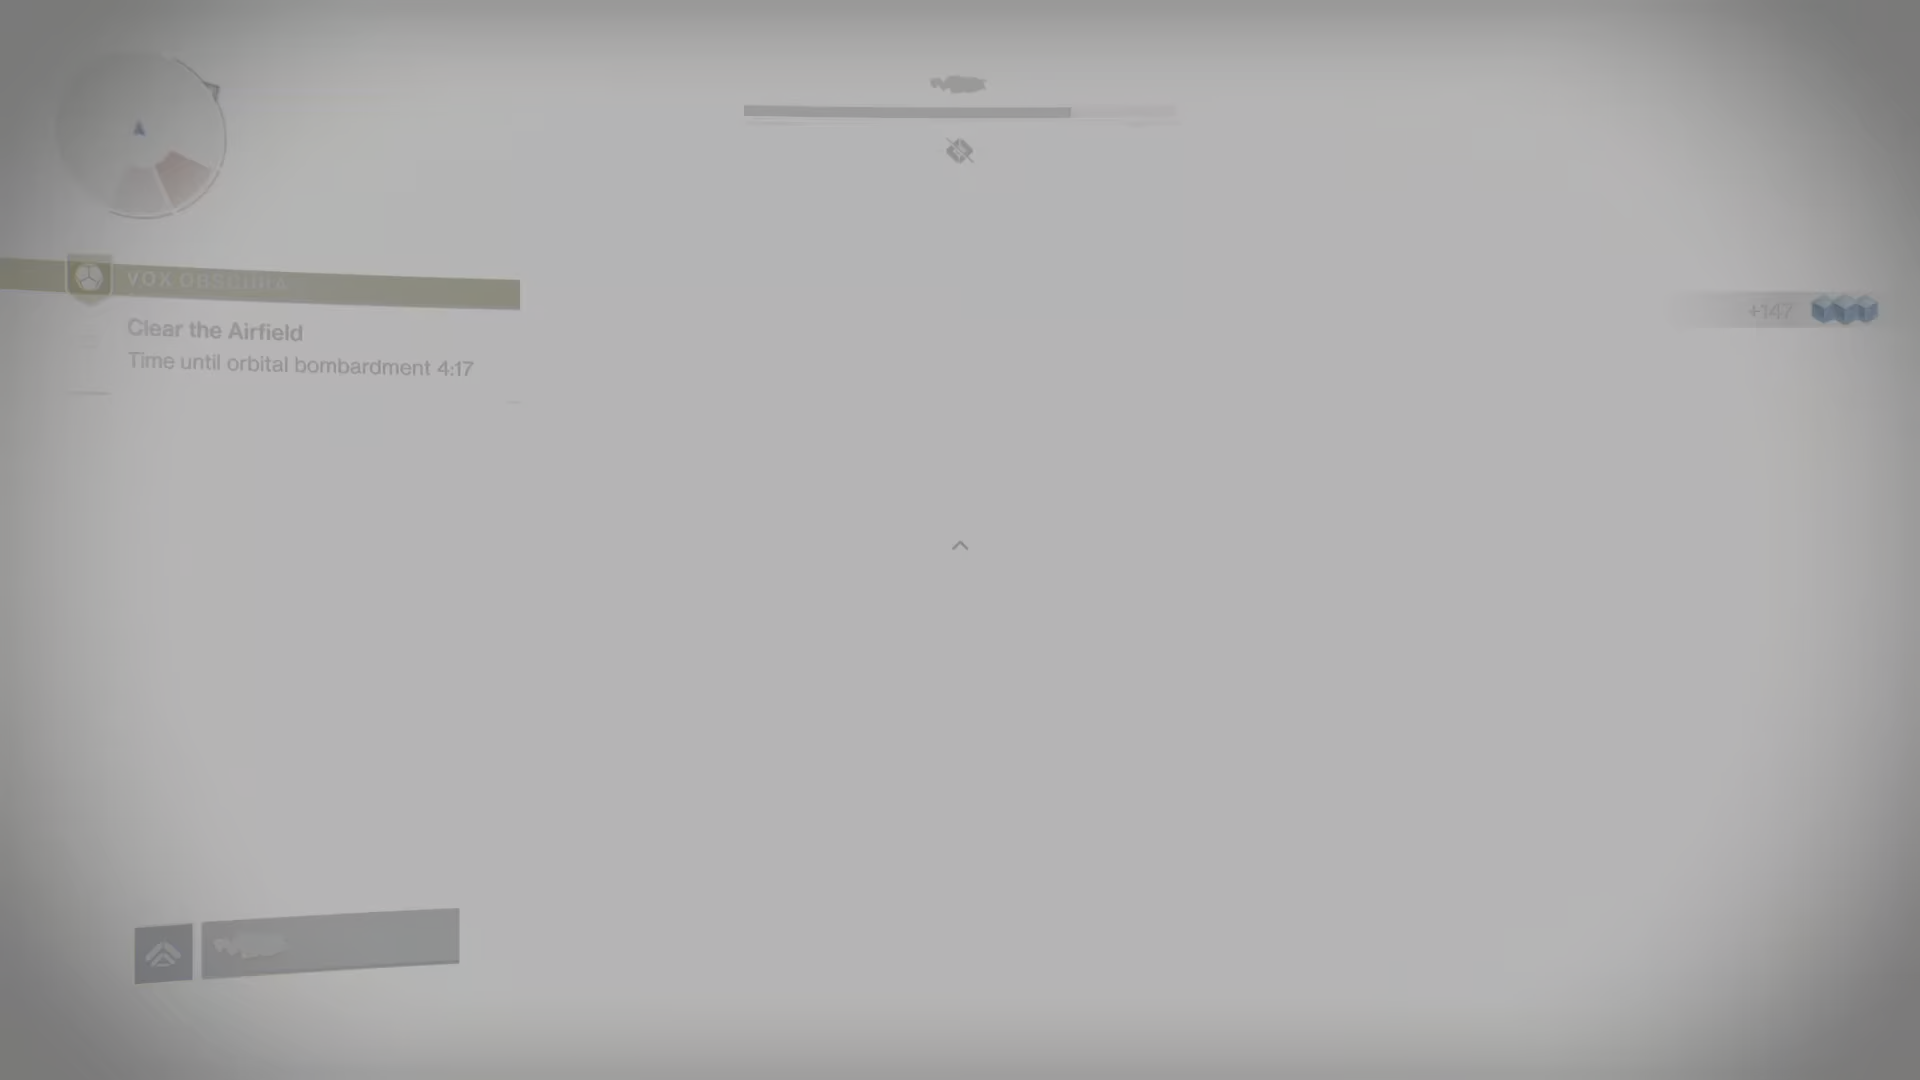 VOX OBSCURA
Clear the Airfield
Time until orbital bombardment 4:17
+147